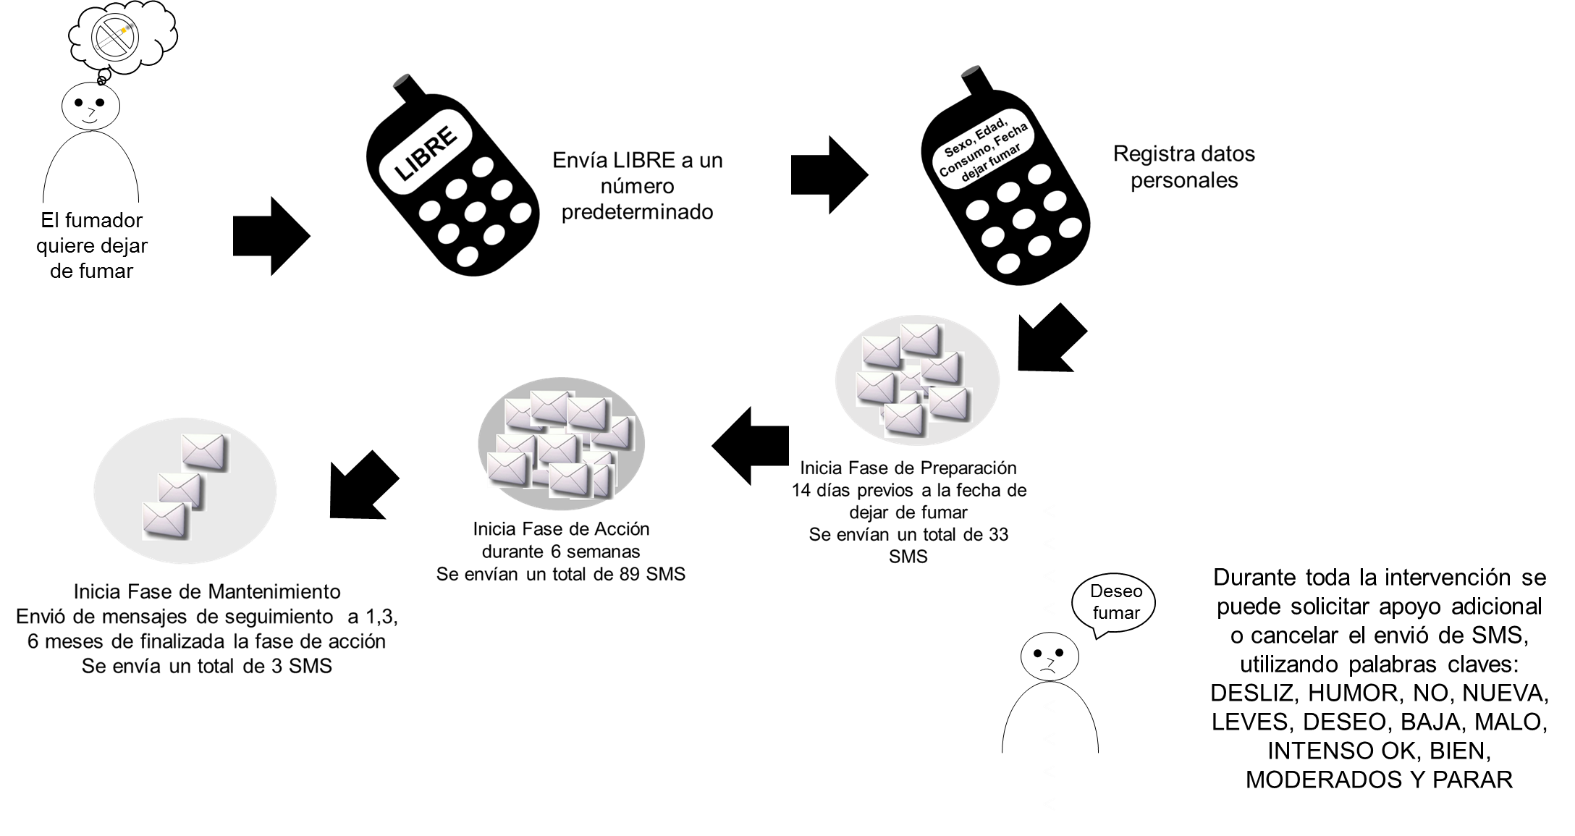 El fumador
quiere dejar
de fumar
LIBRE
Envía LIBRE a un
número
predeterminado
Sexo, Edad,
Consumo, Fecha
dejar fumar
Registra datos
personales
Inicia Fase de Preparación
14 días previos a la fecha de
dejar de fumar
Se envían un total de 33
SMS
Inicia Fase de Acción
durante 6 semanas
Se envían un total de 89 SMS
Inicia Fase de Mantenimiento
Envió de mensajes de seguimiento a 1,3,
6 meses de finalizada la fase de acción
Se envía un total de 3 SMS
Deseo
fumar
Durante toda la intervención se
puede solicitar apoyo adicional
o cancelar el envió de SMS,
utilizando palabras claves:
DESLIZ, HUMOR, NO, NUEVA,
LEVES, DESEO, BAJA, MALO,
INTENSO OK, BIEN,
MODERADOS Y PARAR